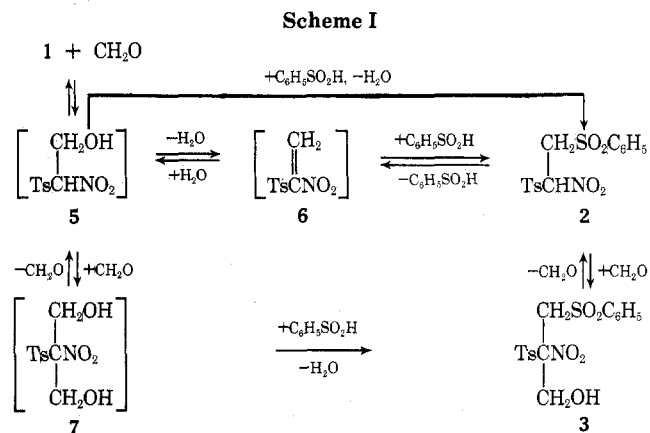 Scheme I
1 + CH₂O
+C₆H₅SO₂H, −H₂O
CH₂OH
TsCHNO₂
5
−H₂O
+H₂O
CH₂
TsCNO₂
6
+C₆H₅SO₂H
−C₆H₅SO₂H
CH₂SO₂C₆H₅
TsCHNO₂
2
−CH₂O
+CH₂O
−CH₂O
+CH₂O
CH₂OH
TsCNO₂
CH₂OH
7
+C₆H₅SO₂H
−H₂O
CH₂SO₂C₆H₅
TsCNO₂
CH₂OH
3